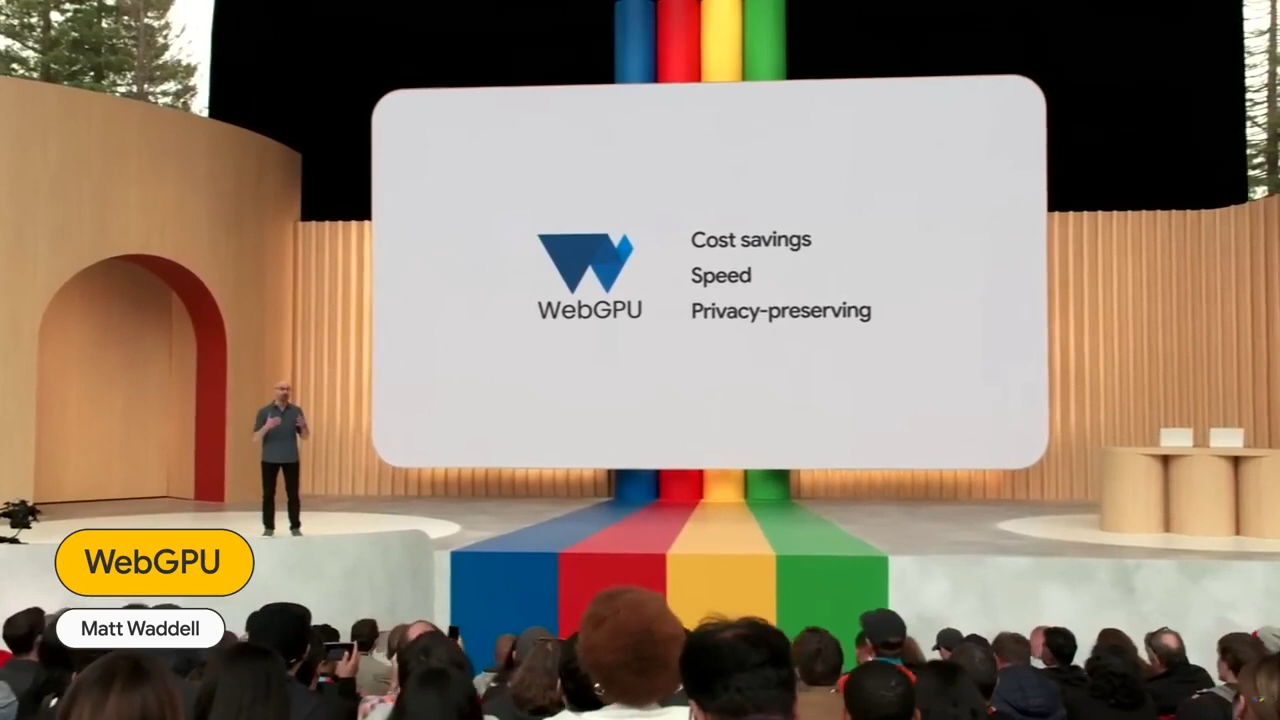 WebGPU
Cost savings
Speed
Privacy-preserving
WebGPU
Matt Waddell